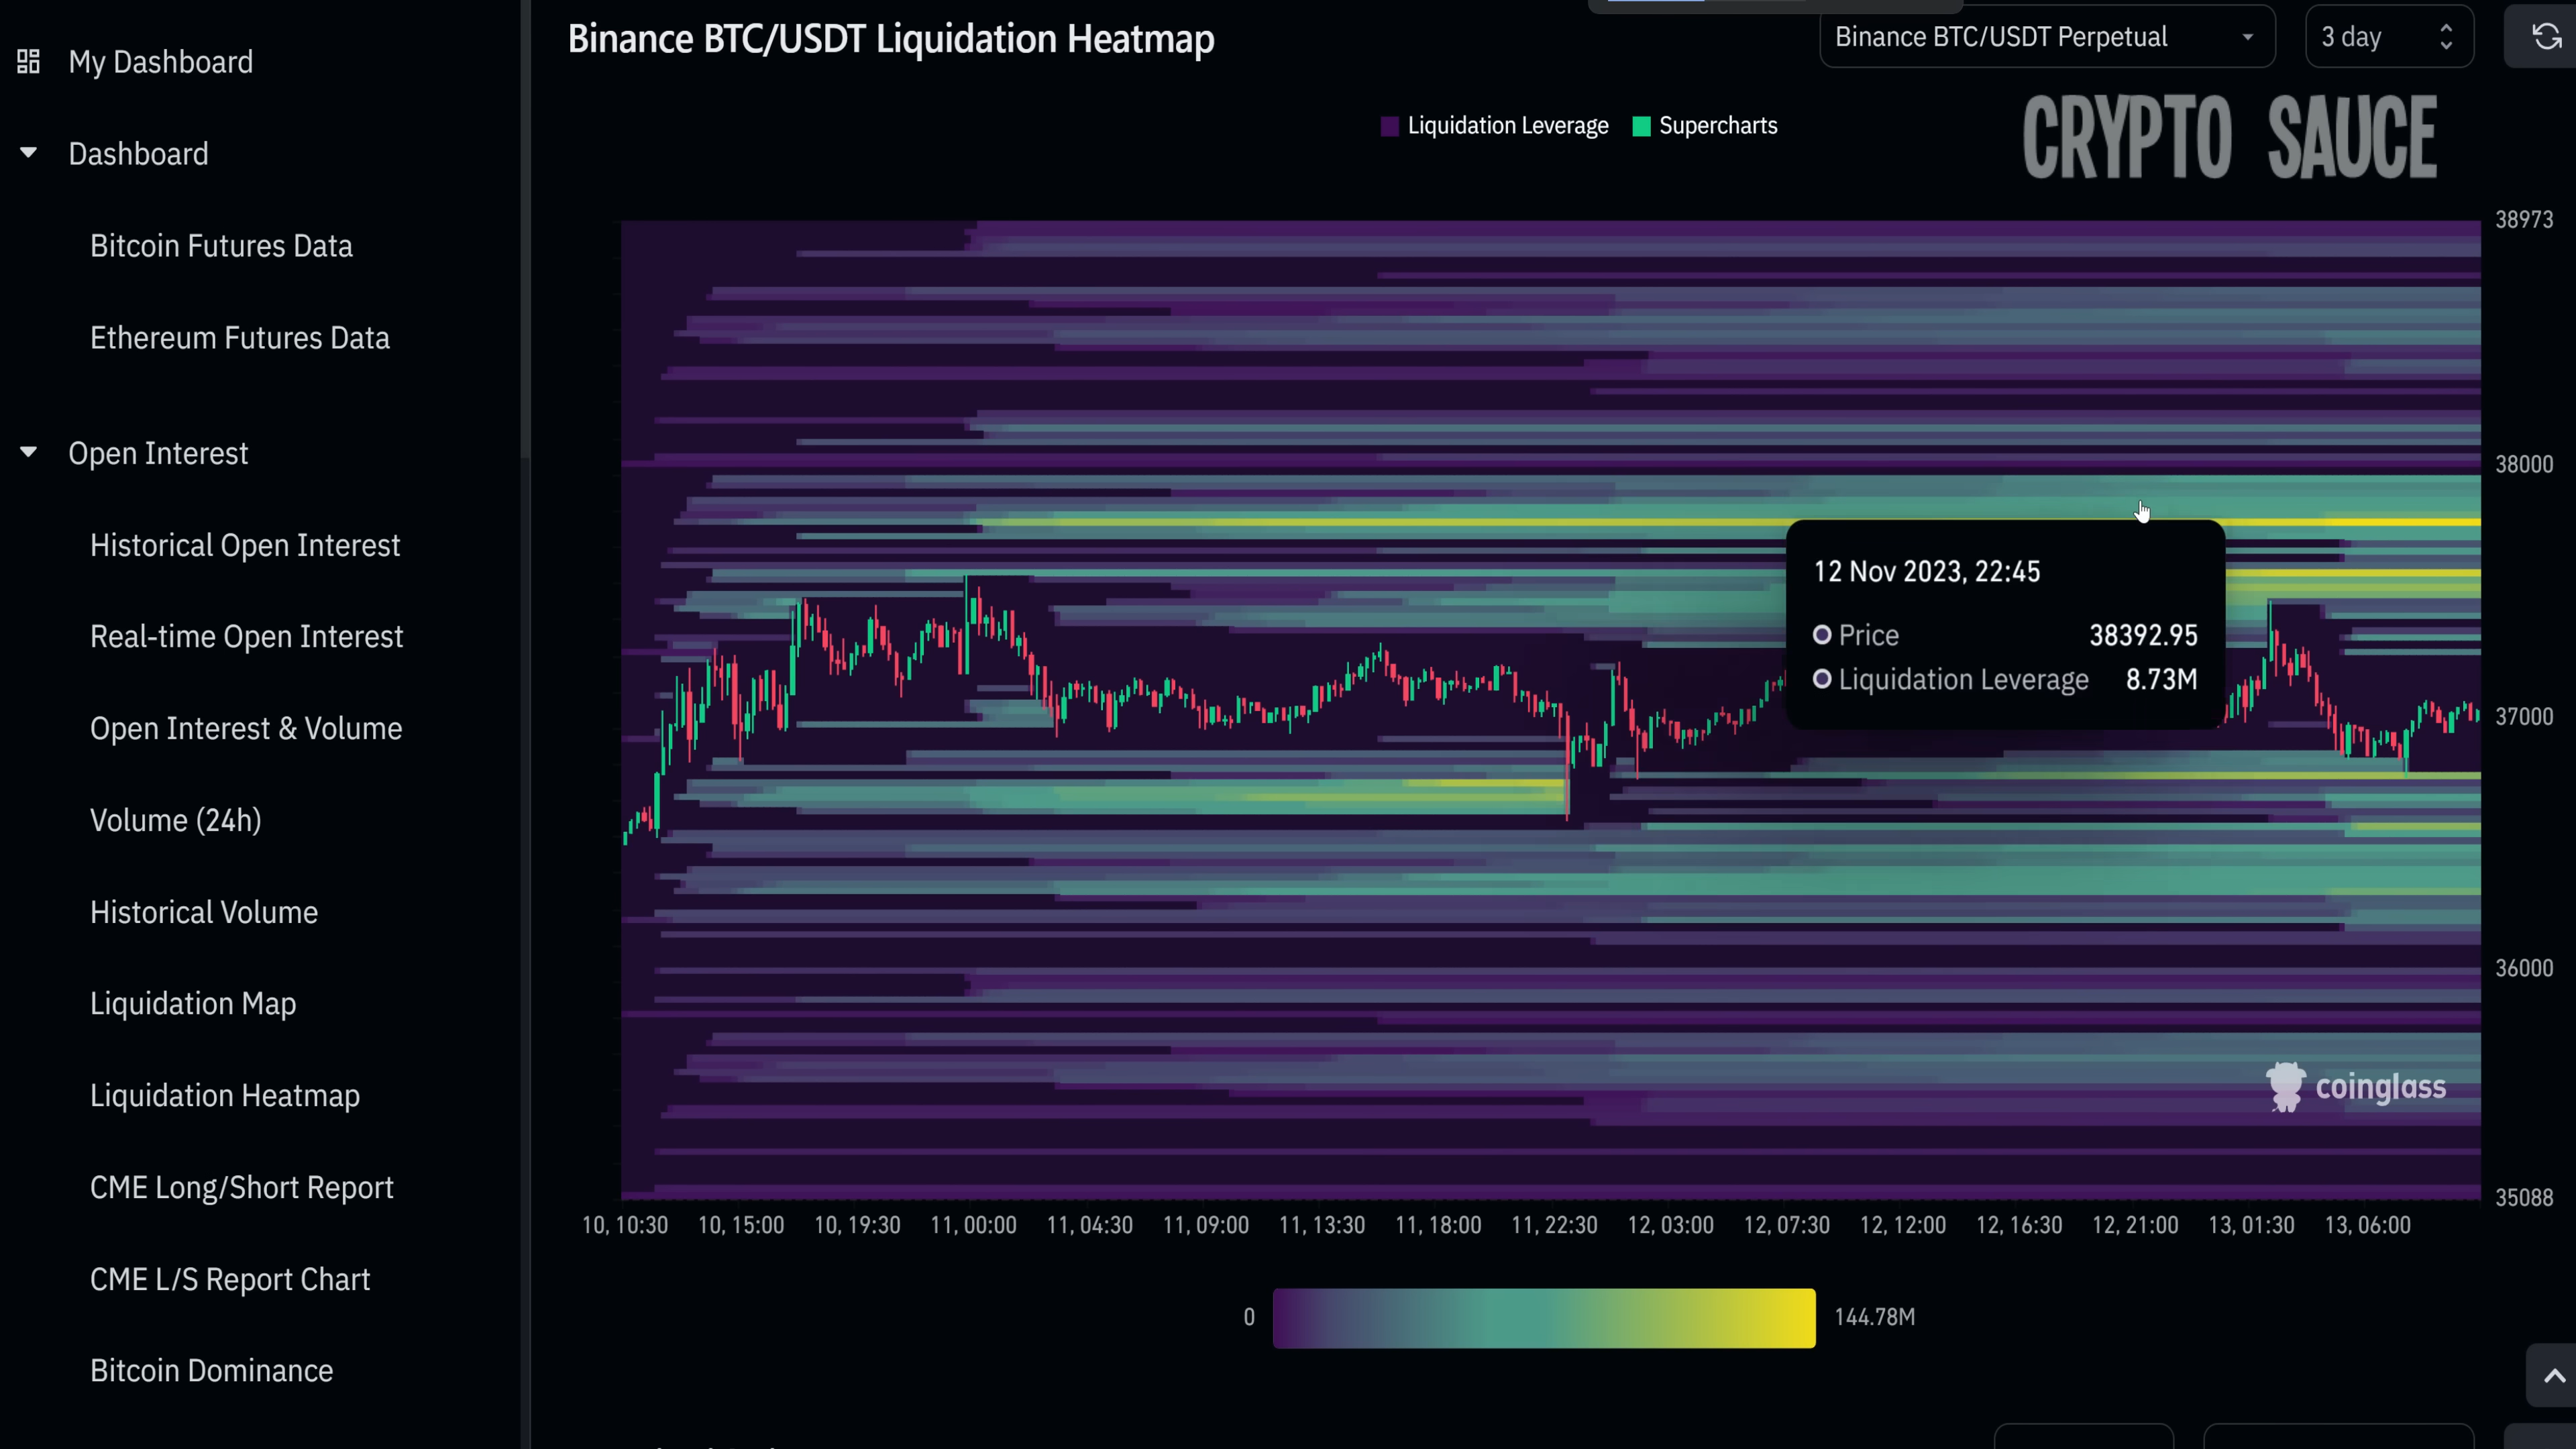 My Dashboard
Dashboard
Bitcoin Futures Data
Ethereum Futures Data
Open Interest
Historical Open Interest
Real-time Open Interest
Open Interest & Volume
Volume (24h)
Historical Volume
Liquidation Map
Liquidation Heatmap
CME Long/Short Report
CME L/S Report Chart
Bitcoin Dominance
Binance BTC/USDT Liquidation Heatmap
Binance BTC/USDT Perpetual
3 day
CRYPTO SAUCE
Liquidation Leverage
Supercharts
38973
38000
37000
36000
35088
12 Nov 2023, 22:45
Price 38392.95
Liquidation Leverage 8.73M
coinglass
10, 10:30 10, 15:00 10, 19:30 11, 00:00 11, 04:30 11, 09:00 11, 13:30 11, 18:00 11, 22:30 12, 03:00 12, 07:30 12, 12:00 12, 16:30 12, 21:00 13, 01:30 13, 06:00
0 144.78M